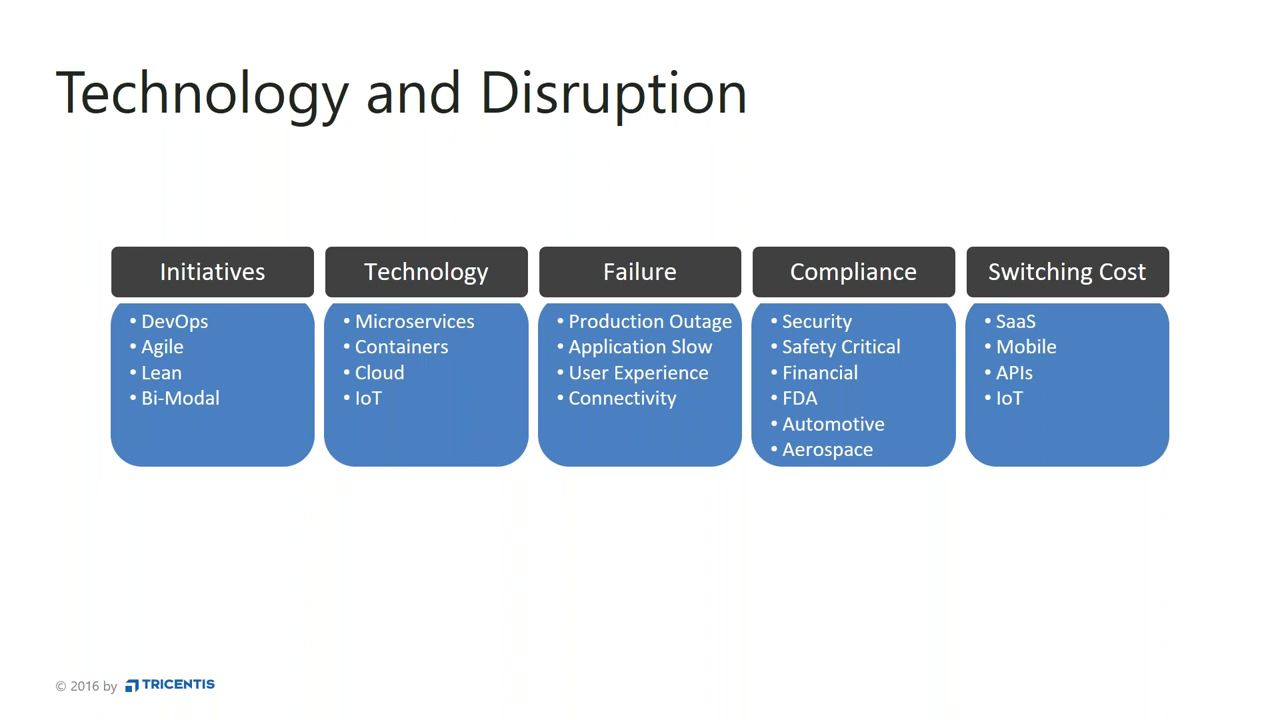 Technology and Disruption
Initiatives
• DevOps
• Agile
• Lean
• Bi-Modal
Technology
• Microservices
• Containers
• Cloud
• IoT
Failure
• Production Outage
• Application Slow
• User Experience
• Connectivity
Compliance
• Security
• Safety Critical
• Financial
• FDA
• Automotive
• Aerospace
Switching Cost
• SaaS
• Mobile
• APIs
• IoT
© 2016 by TRICENTIS